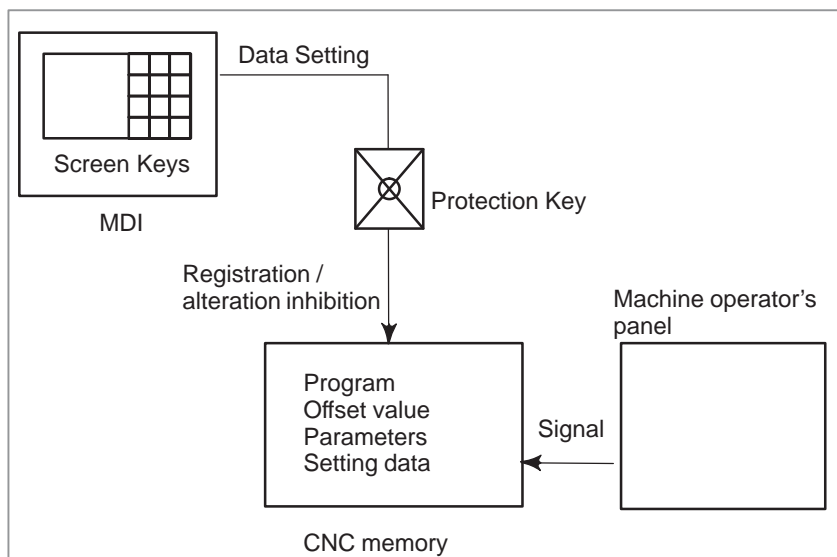 Data Setting
Screen Keys
MDI
Protection Key
Registration /
alteration inhibition
Machine operator’s
panel
Program
Offset value
Parameters
Setting data
Signal
CNC memory